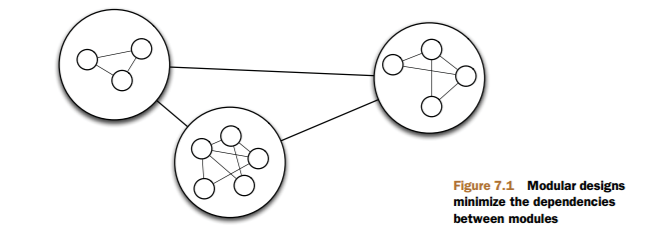 Figure 7.1 Modular designs
minimize the dependencies
between modules